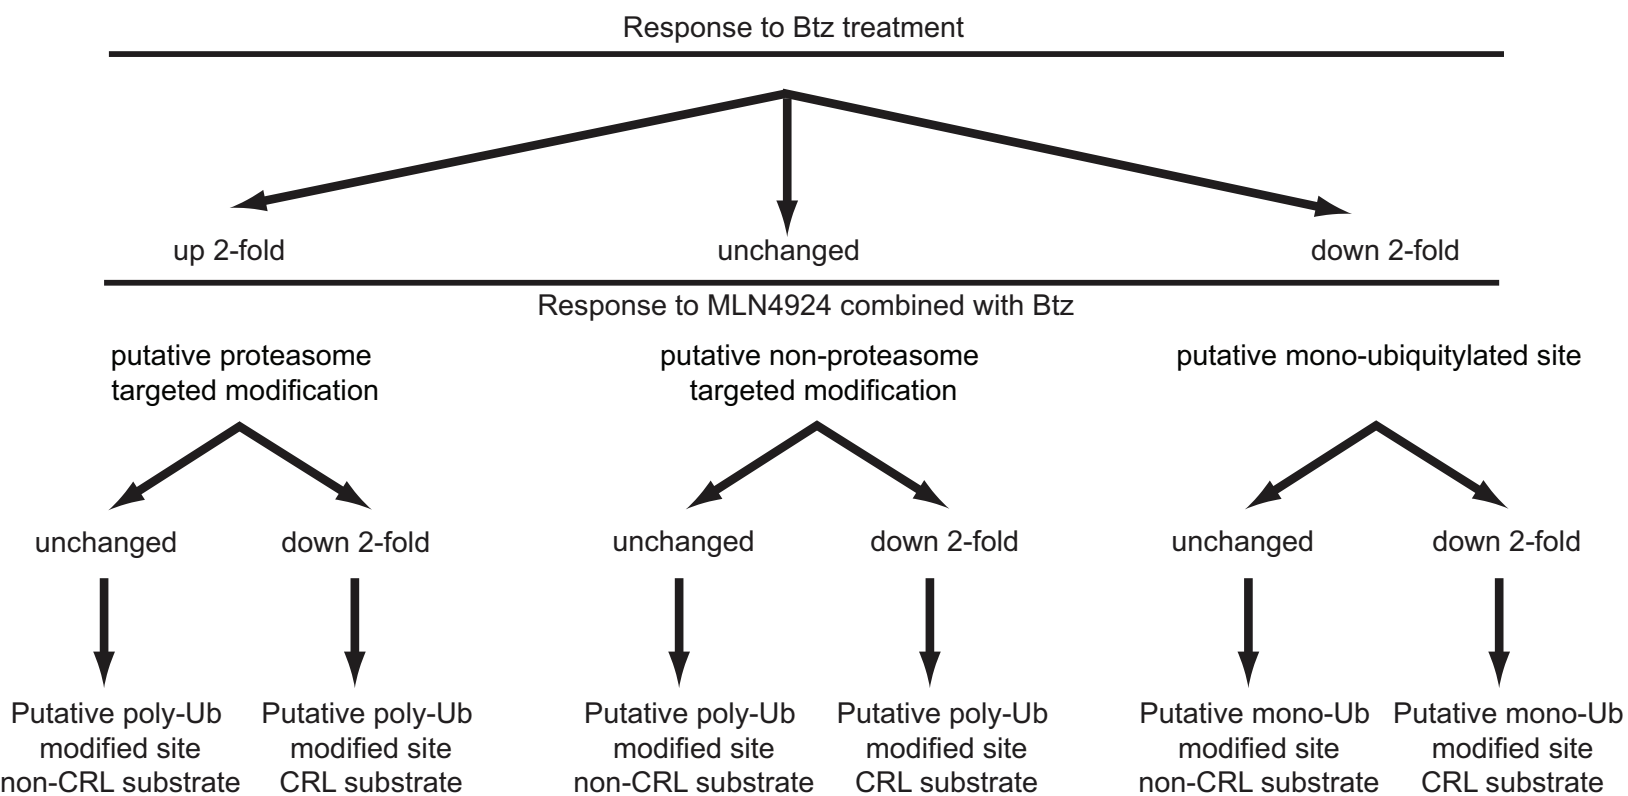 Response to Btz treatment
up 2-fold
unchanged
down 2-fold
Response to MLN4924 combined with Btz
putative proteasome
targeted modification
putative non-proteasome
targeted modification
putative mono-ubiquitylated site
unchanged
down 2-fold
unchanged
down 2-fold
unchanged
down 2-fold
Putative poly-Ub
modified site
non-CRL substrate
Putative poly-Ub
modified site
CRL substrate
Putative poly-Ub
modified site
non-CRL substrate
Putative poly-Ub
modified site
CRL substrate
Putative mono-Ub
modified site
non-CRL substrate
Putative mono-Ub
modified site
CRL substrate